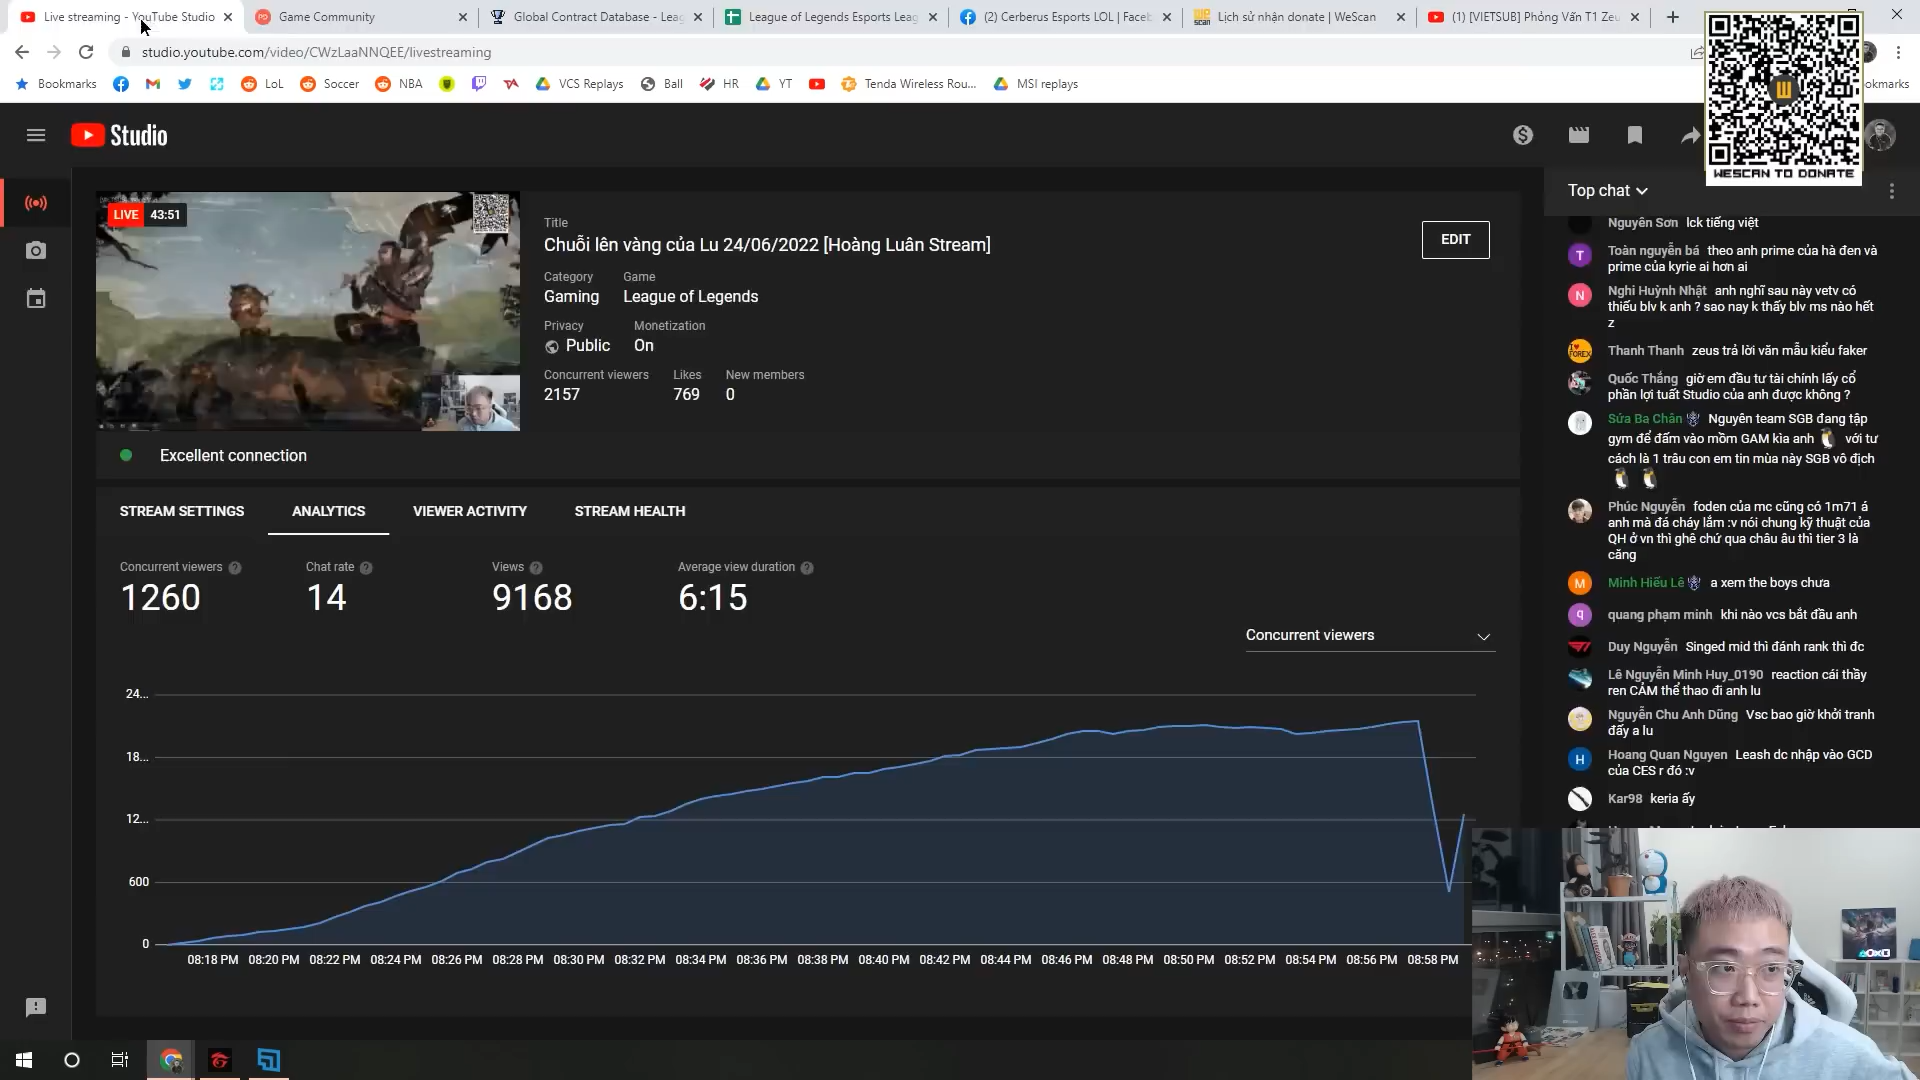 Live streaming - YouTube Studio
Game Community
Global Contract Database - Leag
League of Legends Esports Leag
(2) Cerberus Esports LOL | Faceb
Lịch sử nhận donate | WeScan
(1) [VIETSUB] Phỏng Vấn T1 Zeu
studio.youtube.com/video/CWzLaaNNQEE/livestreaming
Bookmarks
LoL
Soccer
NBA
VCS Replays
Ball
HR
YT
Tenda Wireless Rou...
MSI replays
okmarks
WESCAN TO DONATE
Studio
LIVE 43:51
Title
Chuỗi lên vàng của Lu 24/06/2022 [Hoàng Luân Stream]
EDIT
Category Game
Gaming League of Legends
Privacy Monetization
Public On
Concurrent viewers Likes New members
2157 769 0
Excellent connection
STREAM SETTINGS ANALYTICS VIEWER ACTIVITY STREAM HEALTH
Concurrent viewers Chat rate Views Average view duration
1260 14 9168 6:15
Concurrent viewers
24...
18...
12...
600
0
08:18 PM 08:20 PM 08:22 PM 08:24 PM 08:26 PM 08:28 PM 08:30 PM 08:32 PM 08:34 PM 08:36 PM 08:38 PM 08:40 PM 08:42 PM 08:44 PM 08:46 PM 08:48 PM 08:50 PM 08:52 PM 08:54 PM 08:56 PM 08:58 PM
Top chat
Nguyên Sơn lck tiếng việt
Toàn nguyễn bá theo anh prime của hà đen và
prime của kyrie ai hơn ai
Nghi Huỳnh Nhật anh nghĩ sau này vetv có
thiếu blv k anh ? sao nay k thấy blv ms nào hết
z
Thanh Thanh zeus trả lời văn mẫu kiểu faker
Quốc Thắng giờ em đầu tư tài chính lấy cổ
phần lợi tuất Studio của anh được không ?
Sứa Ba Chân Nguyên team SGB đang tập
gym để đấm vào mồm GAM kìa anh với tư
cách là 1 trâu con em tin mùa này SGB vô địch
Phúc Nguyễn foden của mc cũng có 1m71 á
anh mà đá cháy lắm :v nói chung kỹ thuật của
QH ở vn thì ghê chứ qua châu âu thì tier 3 là
căng
Minh Hiếu Lê a xem the boys chưa
quang phạm minh khi nào vcs bắt đầu anh
Duy Nguyễn Singed mid thì đánh rank thì đc
Lê Nguyễn Minh Huy_0190 reaction cái thầy
ren CẢM thể thao đi anh lu
Nguyễn Chu Anh Dũng Vsc bao giờ khởi tranh
đấy a lu
Hoang Quan Nguyen Leash dc nhập vào GCD
của CES r đó :v
Kar98 keria ấy